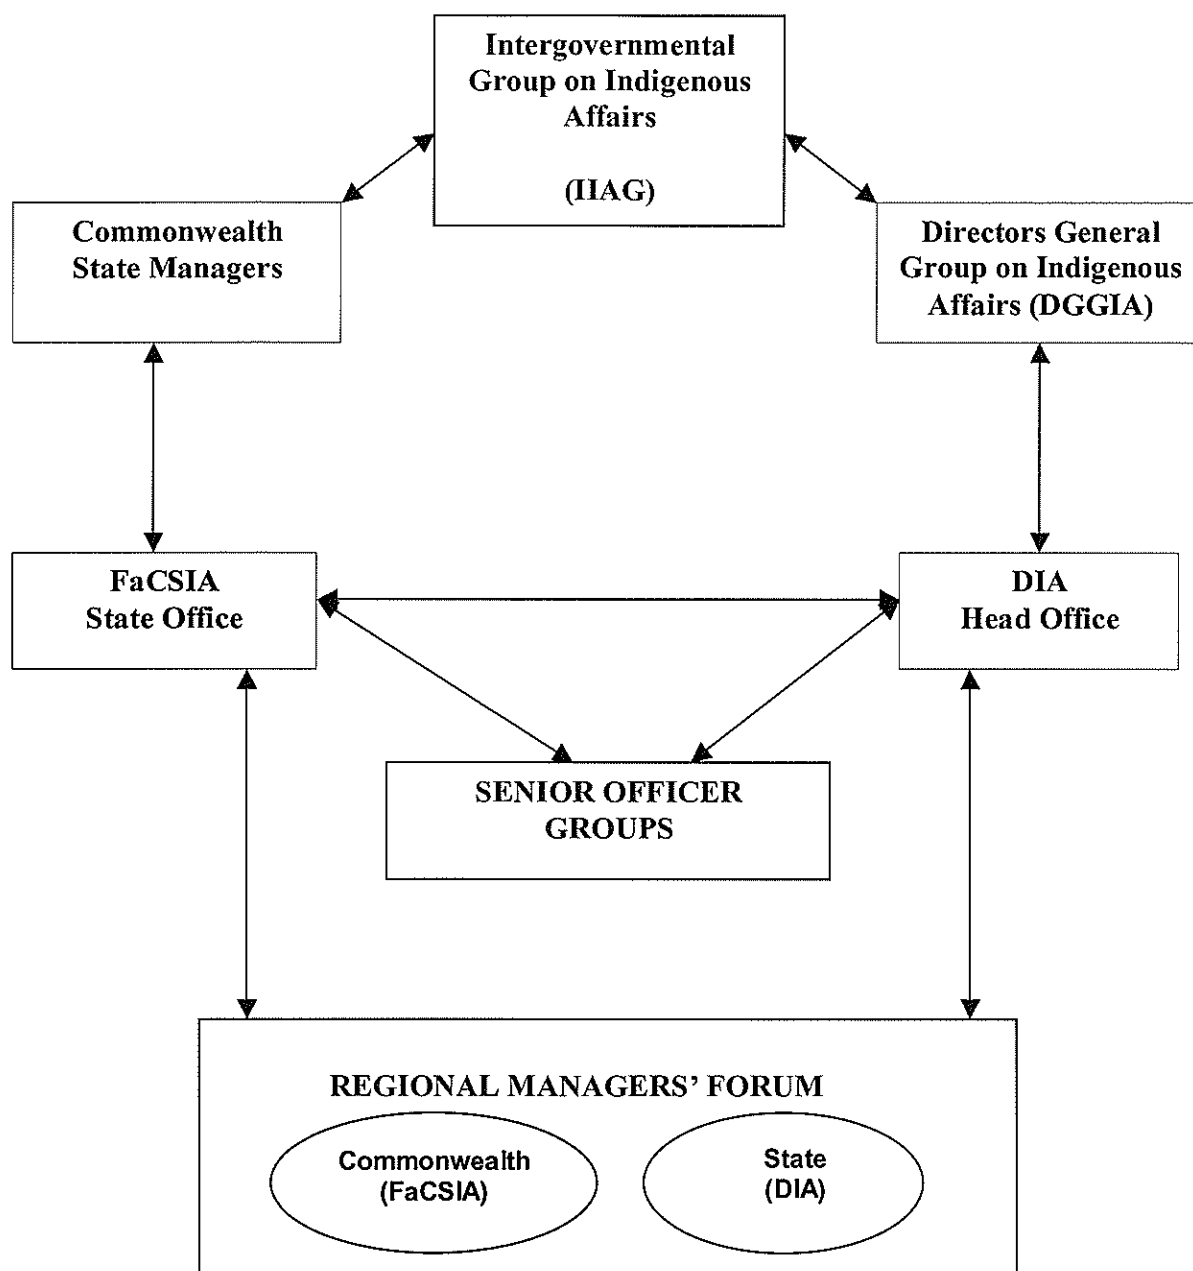 Intergovernmental
Group on Indigenous
Affairs
(IIAG)
Commonwealth
State Managers
Directors General
Group on Indigenous
Affairs (DGGIA)
FaCSIA
State Office
DIA
Head Office
SENIOR OFFICER
GROUPS
REGIONAL MANAGERS’ FORUM
Commonwealth
(FaCSIA)
State
(DIA)